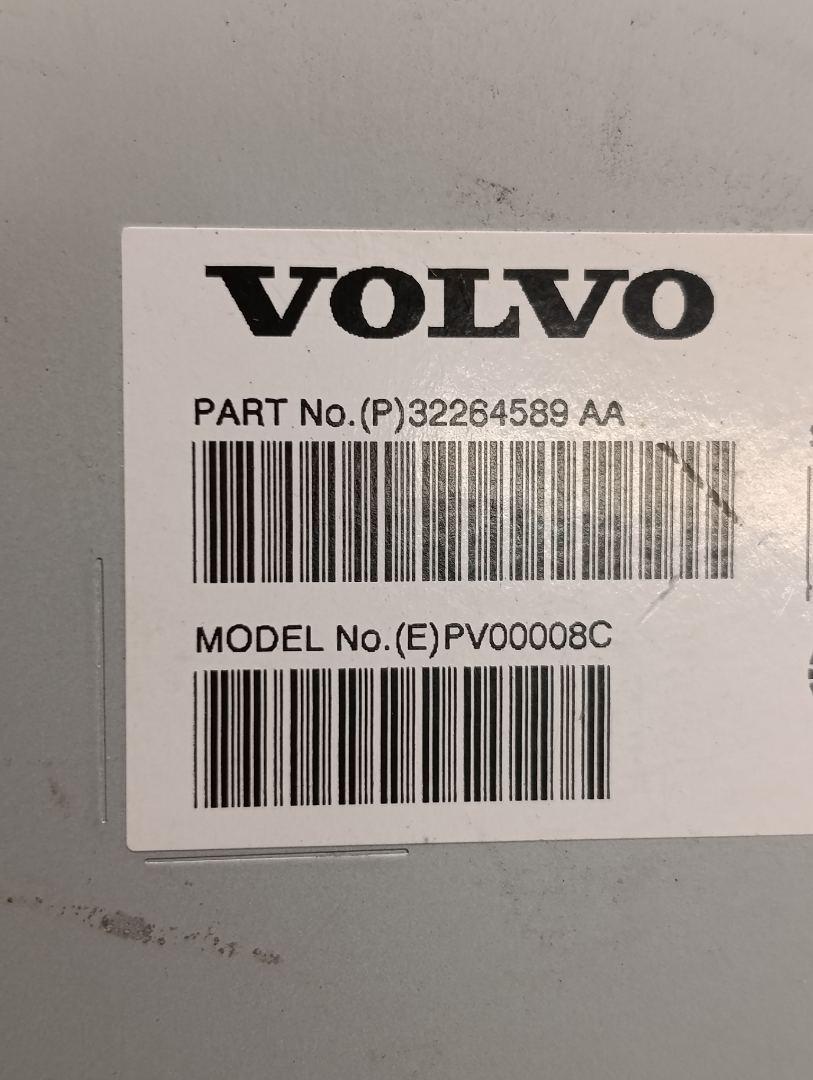 VOLVO
PART No.(P)32264589 AA
MODEL No.(E)PV00008C